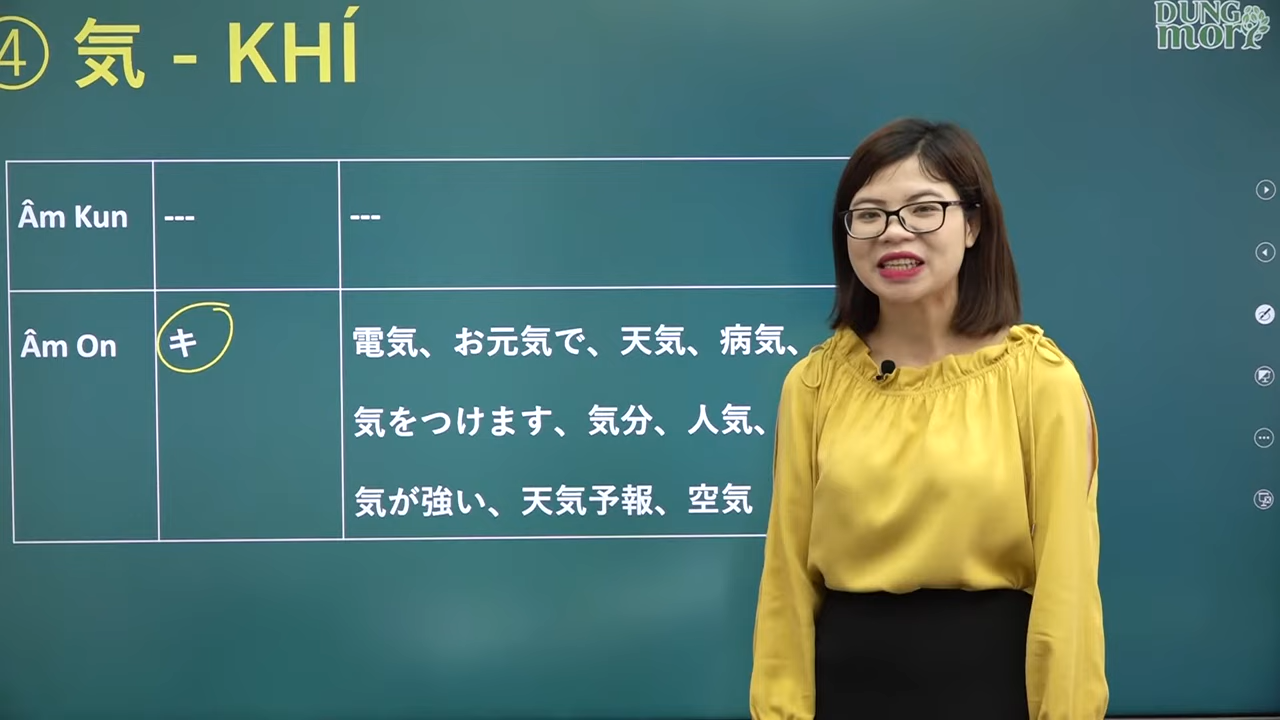 ④ 気 - KHÍ
DUNG
mori
Âm Kun
---
---
Âm On
キ
電気、お元気で、天気、病気、
気をつけます、気分、人気、
気が強い、天気予報、空気